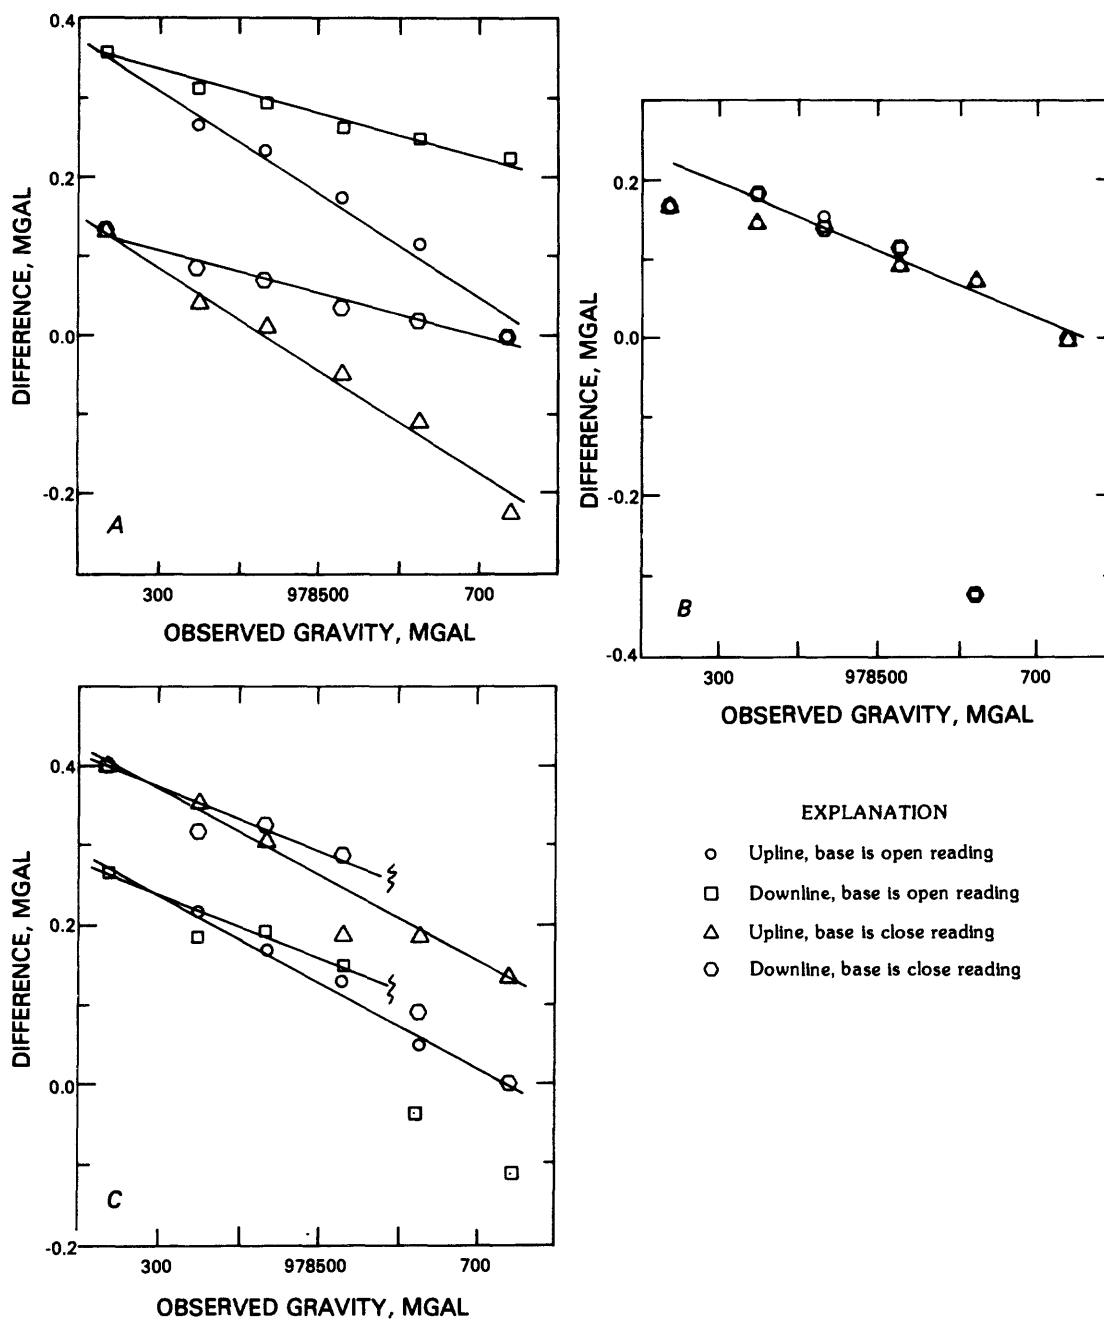 0.4
0.2
0.0
-0.2
DIFFERENCE, MGAL
A
300
978500
700
OBSERVED GRAVITY, MGAL
0.2
0.0
-0.2
-0.4
DIFFERENCE, MGAL
B
300
978500
700
OBSERVED GRAVITY, MGAL
0.4
0.2
0.0
-0.2
DIFFERENCE, MGAL
C
300
978500
700
OBSERVED GRAVITY, MGAL
EXPLANATION
Upline, base is open reading
Downline, base is open reading
Upline, base is close reading
Downline, base is close reading